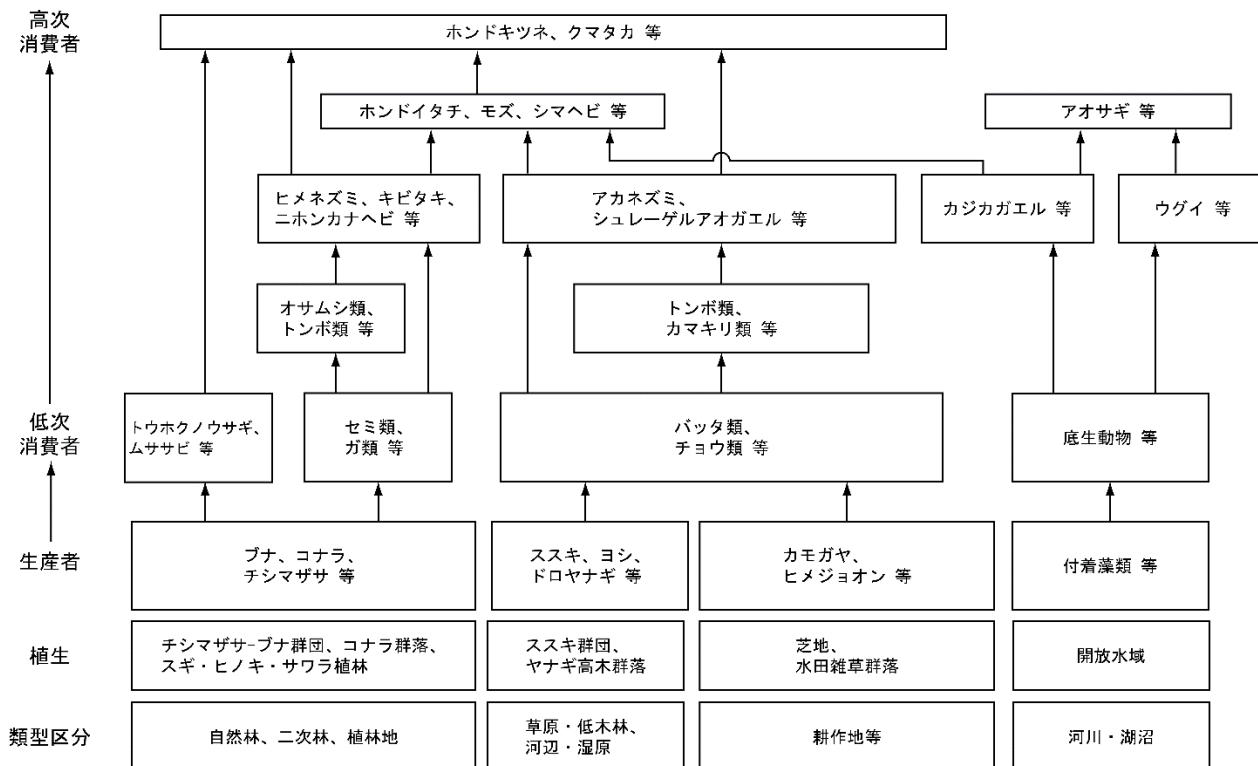 高次
消費者
ホンドキツネ、クマタカ 等
ホンドイタチ、モズ、シマヘビ 等
アオサギ 等
ヒメネズミ、キビタキ、
ニホンカナヘビ 等
アカネズミ、
シュレーゲルアオガエル 等
カジカガエル 等
ウグイ 等
オサムシ類、
トンボ類 等
トンボ類、
カマキリ類 等
低次
消費者
トウホクノウサギ、
ムササビ 等
セミ類、
ガ類 等
バッタ類、
チョウ類 等
底生動物 等
生産者
ブナ、コナラ、
チシマザサ 等
ススキ、ヨシ、
ドロヤナギ 等
カモガヤ、
ヒメジョオン 等
付着藻類 等
植生
チシマザサ-ブナ群団、コナラ群落、
スギ・ヒノキ・サワラ植林
ススキ群団、
ヤナギ高木群落
芝地、
水田雑草群落
開放水域
類型区分
自然林、二次林、植林地
草原・低木林、
河辺・湿原
耕作地等
河川・湖沼